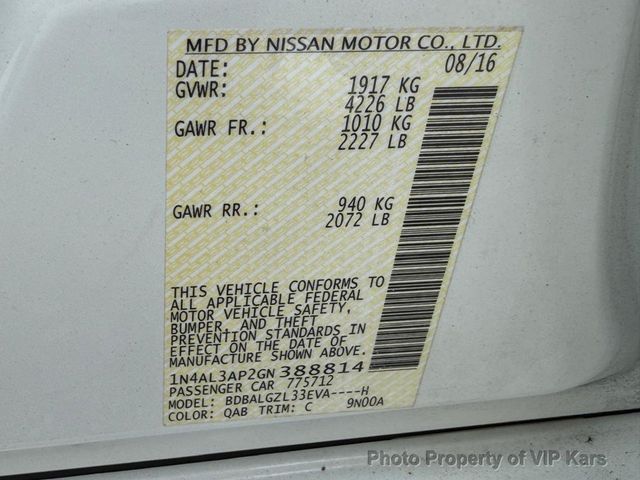 MFD BY NISSAN MOTOR CO., LTD.
DATE: 08/16
GVWR: 1917 KG
4226 LB
GAWR FR.: 1010 KG
2227 LB
GAWR RR.: 940 KG
2072 LB
THIS VEHICLE CONFORMS TO
ALL APPLICABLE FEDERAL
MOTOR VEHICLE SAFETY,
BUMPER, AND THEFT
PREVENTION STANDARDS IN
EFFECT ON THE DATE OF
MANUFACTURE SHOWN ABOVE.
1N4AL3AP2GN388814
PASSENGER CAR 775712
MODEL: BDBALGZL33EVA----H
COLOR: QAB TRIM: C 9N00A
Photo Property of VIP Kars